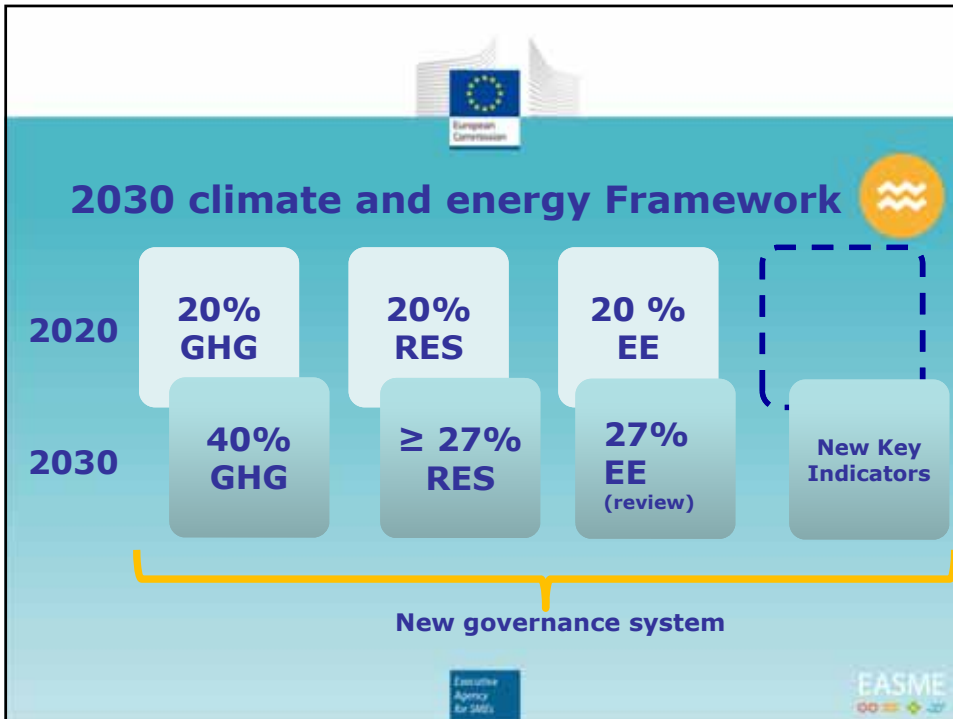 European
Commission
2030 climate and energy Framework
2020
20%
GHG
20%
RES
20 %
EE
2030
40%
GHG
≥ 27%
RES
27%
EE
(review)
New Key
Indicators
New governance system
Executive
Agency
for SMEs
EASME